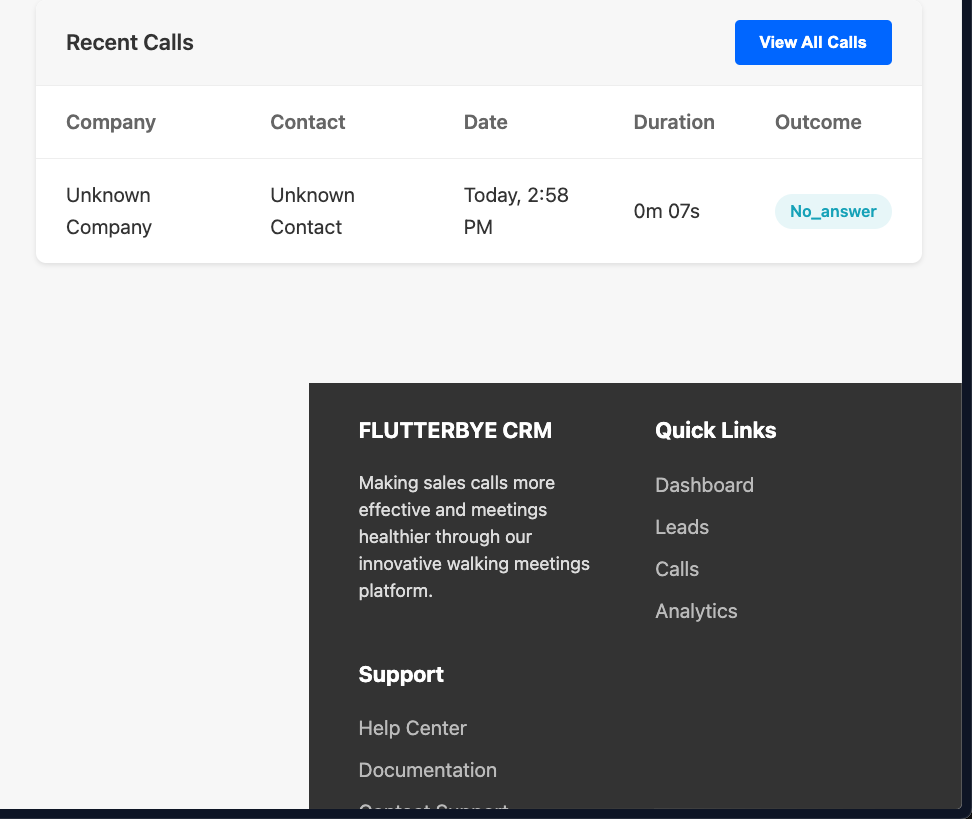 Recent Calls
View All Calls
Company
Contact
Date
Duration
Outcome
Unknown
Company
Unknown
Contact
Today, 2:58
PM
0m 07s
No_answer
FLUTTERBYE CRM
Making sales calls more
effective and meetings
healthier through our
innovative walking meetings
platform.
Quick Links
Dashboard
Leads
Calls
Analytics
Support
Help Center
Documentation
Contact Support